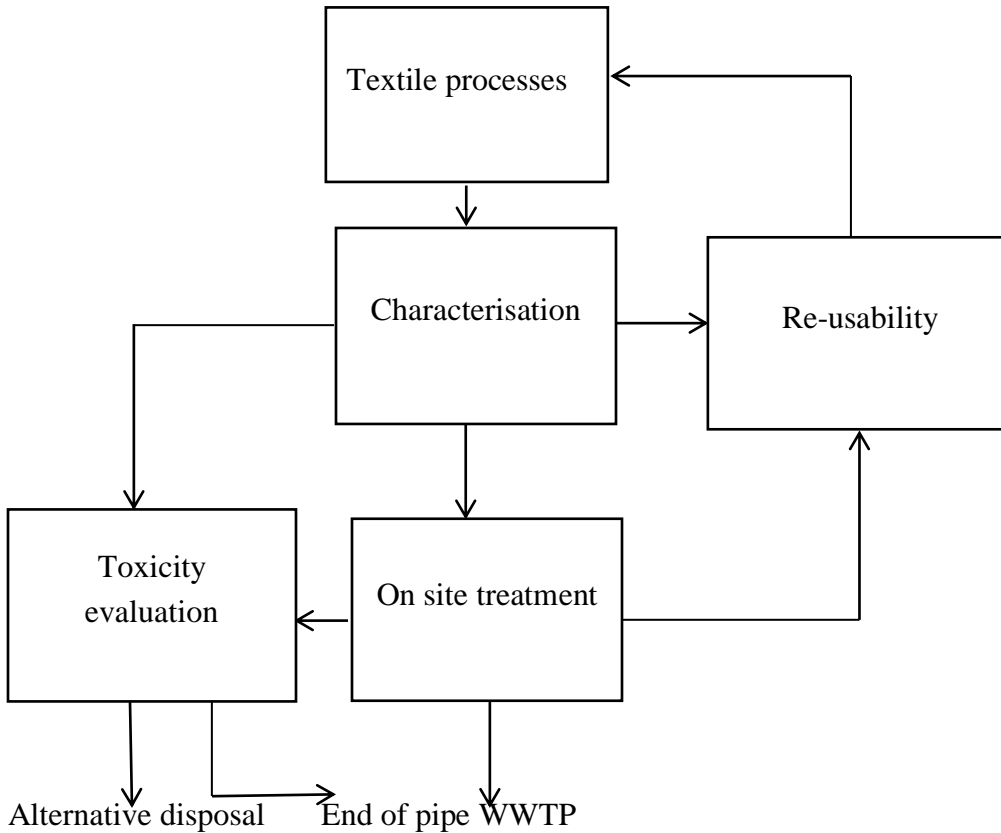 Textile processes
Characterisation
Re-usability
Toxicity
evaluation
On site treatment
Alternative disposal
End of pipe WWTP